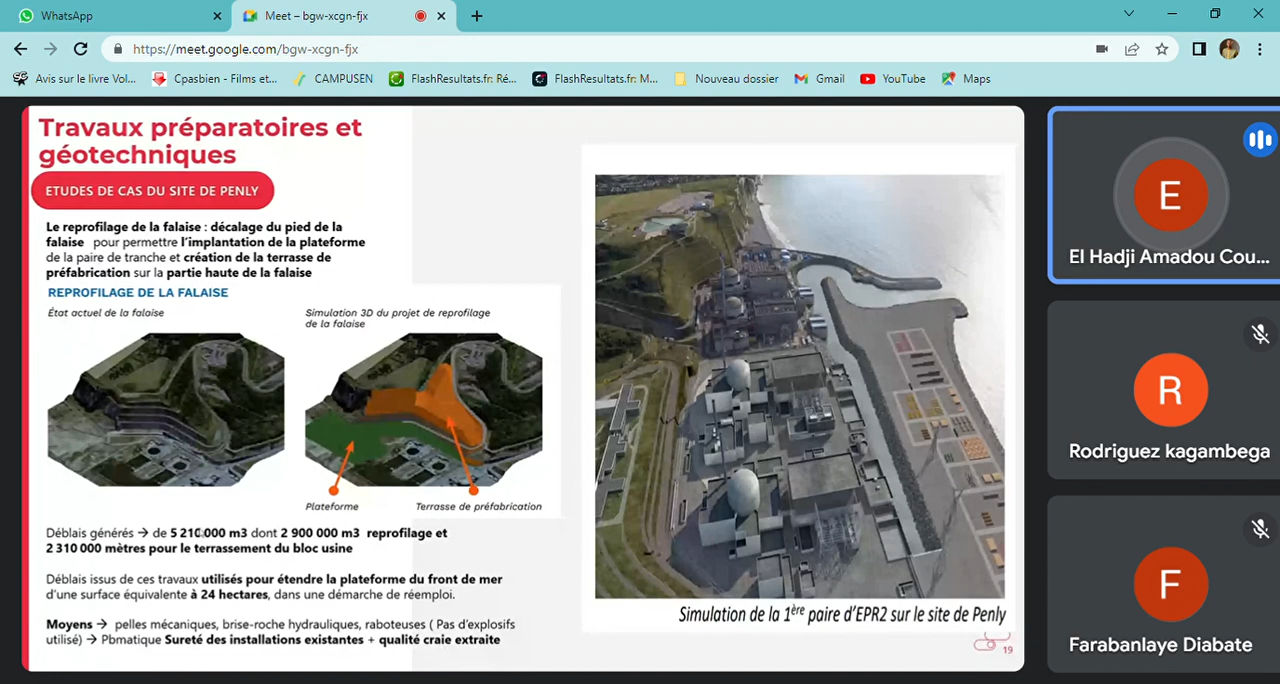 WhatsApp
Meet – bgw-xcgn-fjx
https://meet.google.com/bgw-xcgn-fjx
Avis sur le livre Vol...
Cpasbien - Films et...
CAMPUSEN
FlashResultats.fr: Ré...
FlashResultats.fr: M...
Nouveau dossier
Gmail
YouTube
Maps
Travaux préparatoires et
géotechniques
ETUDES DE CAS DU SITE DE PENLY
Le reprofilage de la falaise : décalage du pied de la
falaise pour permettre l'implantation de la plateforme
de la paire de tranche et création de la terrasse de
préfabrication sur la partie haute de la falaise
REPROFILAGE DE LA FALAISE
État actuel de la falaise
Simulation 3D du projet de reprofilage
de la falaise
Plateforme
Terrasse de préfabrication
Déblais générés → de 5 210 000 m3 dont 2 900 000 m3 reprofilage et
2 310 000 mètres pour le terrassement du bloc usine
Déblais issus de ces travaux utilisés pour étendre la plateforme du front de mer
d'une surface équivalente à 24 hectares, dans une démarche de réemploi.
Moyens → pelles mécaniques, brise-roche hydrauliques, raboteuses ( Pas d'explosifs
utilisé) → Pbmatique Sureté des installations existantes + qualité craie extraite
Simulation de la 1ère paire d'EPR2 sur le site de Penly
19
E
El Hadji Amadou Cou...
R
Rodriguez kagambega
F
Farabanlaye Diabate